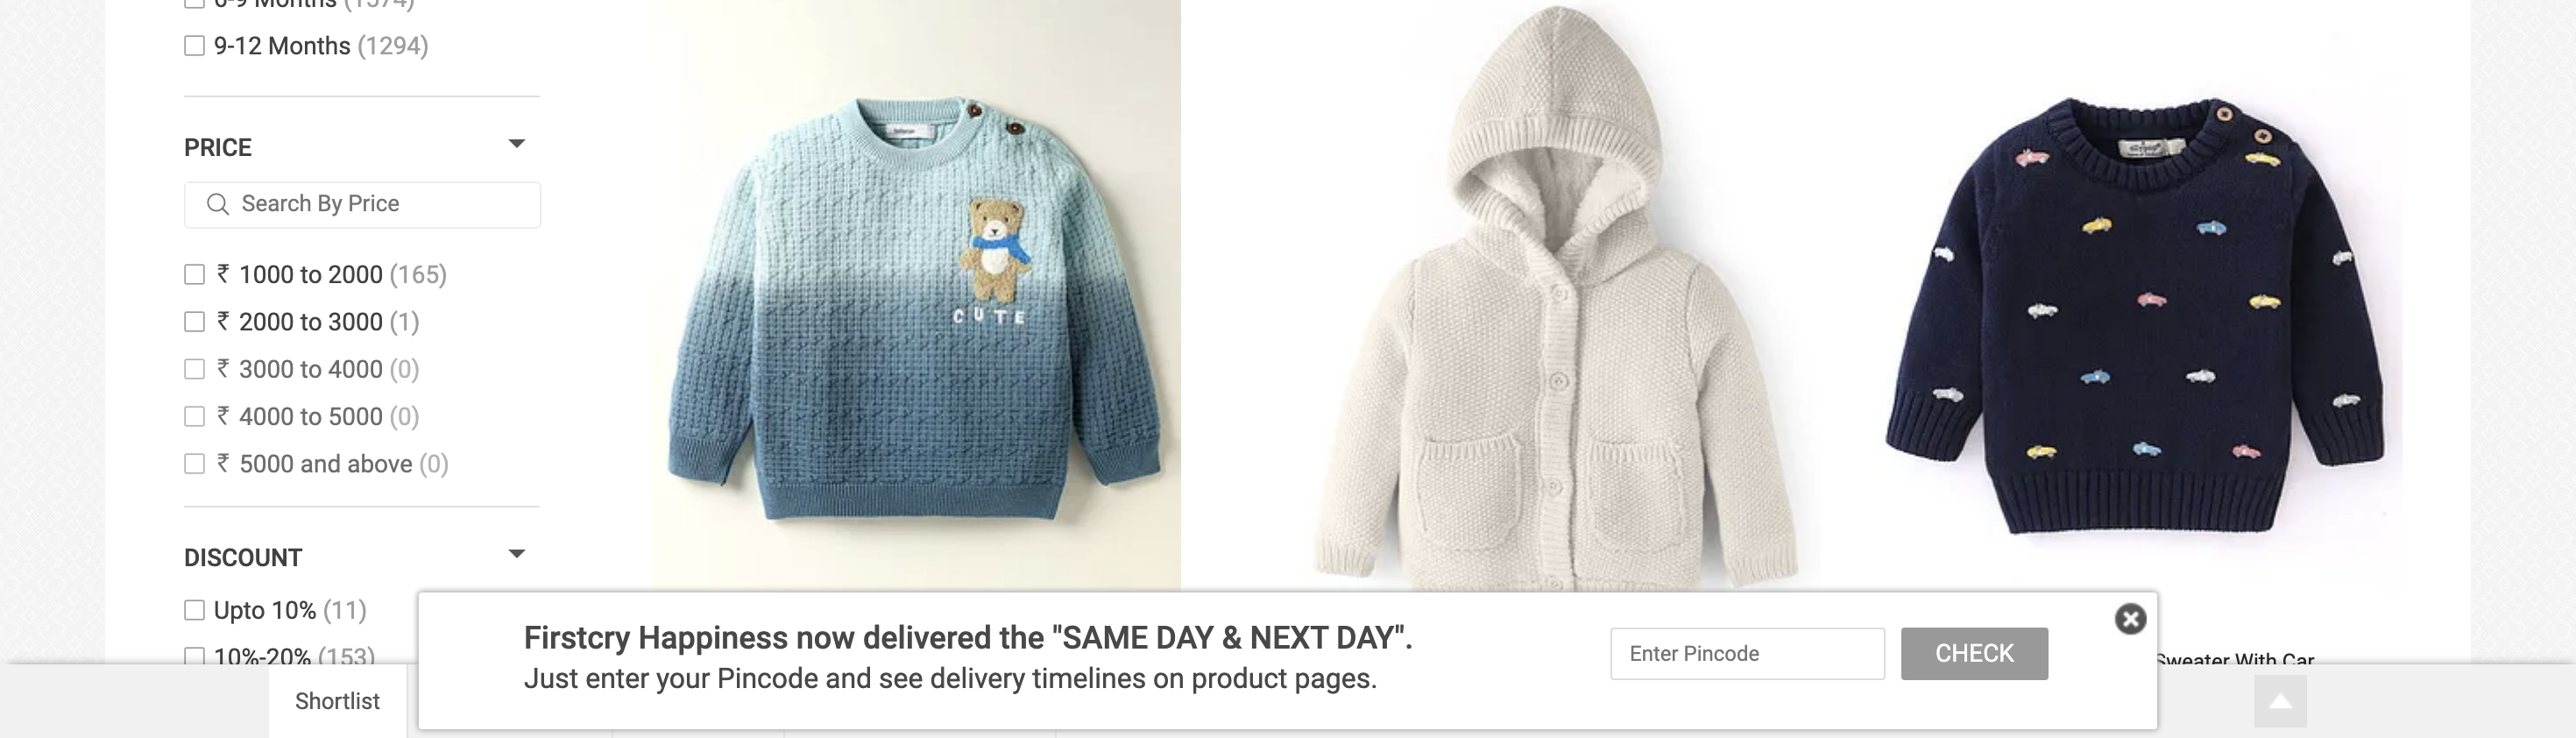 6-9 Months (1574)
9-12 Months (1294)
PRICE
Search By Price
₹ 1000 to 2000 (165)
₹ 2000 to 3000 (1)
₹ 3000 to 4000 (0)
₹ 4000 to 5000 (0)
₹ 5000 and above (0)
DISCOUNT
Upto 10% (11)
10%-20% (153)
CUTE
Sweater With Car
Firstcry Happiness now delivered the "SAME DAY & NEXT DAY".
Just enter your Pincode and see delivery timelines on product pages.
Enter Pincode
CHECK
Shortlist